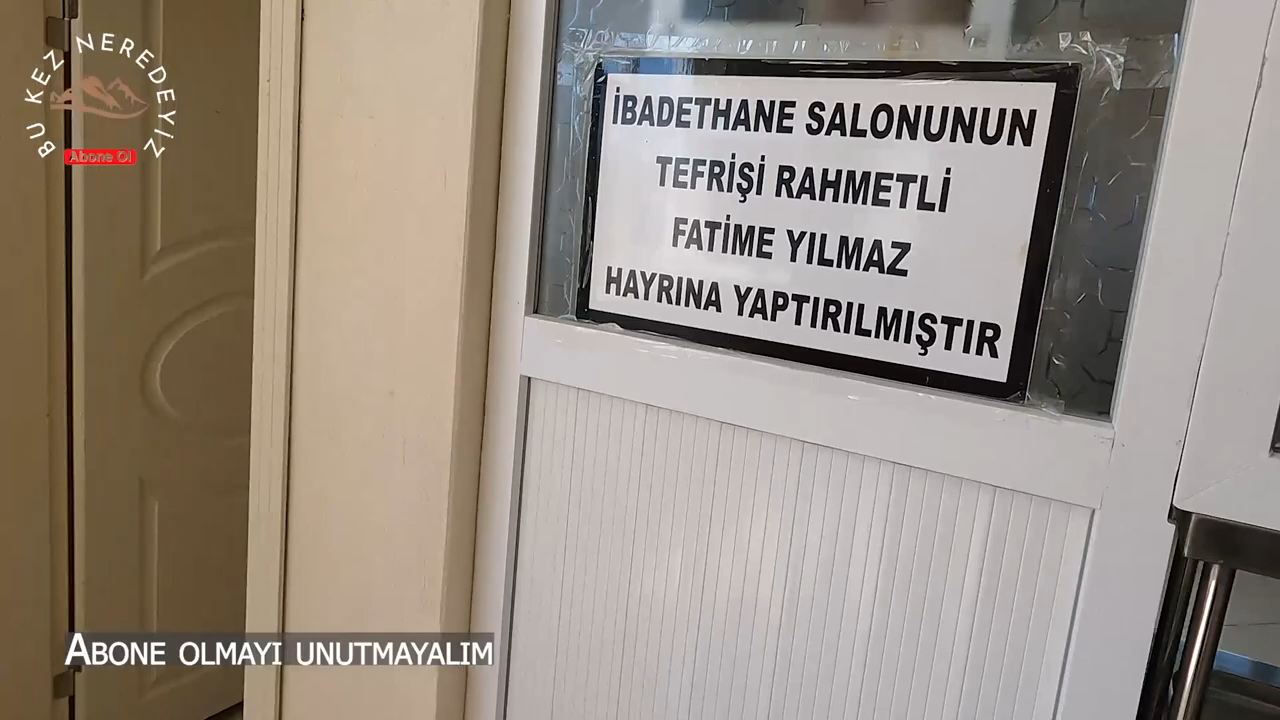 BU KEZ NEREDEYİZ
Abone Ol
İBADETHANE SALONUNUN
TEFRİŞİ RAHMETLİ
FATİME YILMAZ
HAYRINA YAPTIRILMIŞTIR
ABONE OLMAYI UNUTMAYALIM